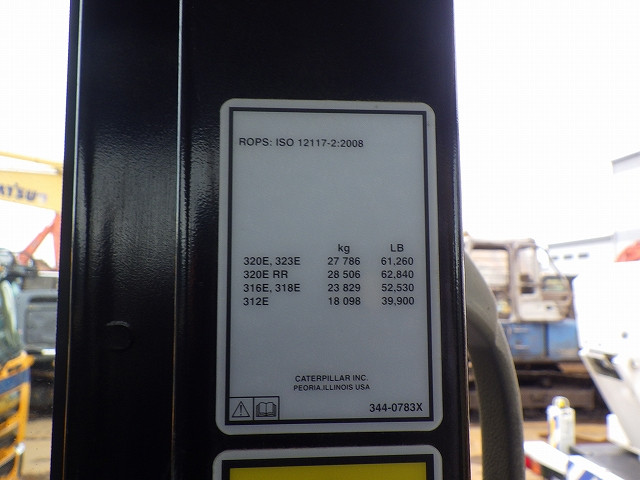 ROPS: ISO 12117-2:2008
kg LB
320E, 323E 27 786 61,260
320E RR 28 506 62,840
316E, 318E 23 829 52,530
312E 18 098 39,900
CATERPILLAR INC.
PEORIA, ILLINOIS USA
344-0783X